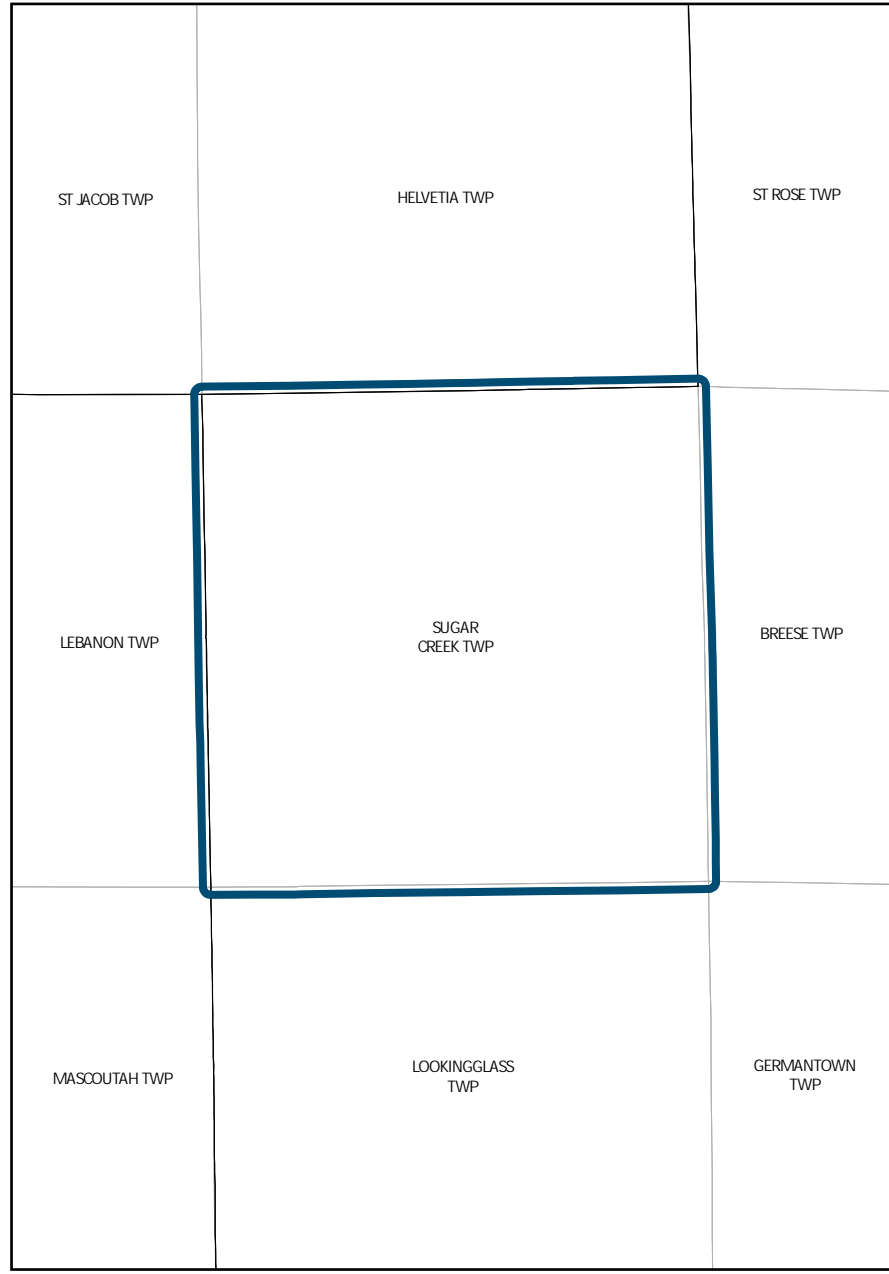 ST JACOB TWP
HELVETIA TWP
ST ROSE TWP
LEBANON TWP
SUGAR
CREEK TWP
BREESE TWP
MASCOUTAH TWP
LOOKINGGLASS
TWP
GERMANTOWN
TWP